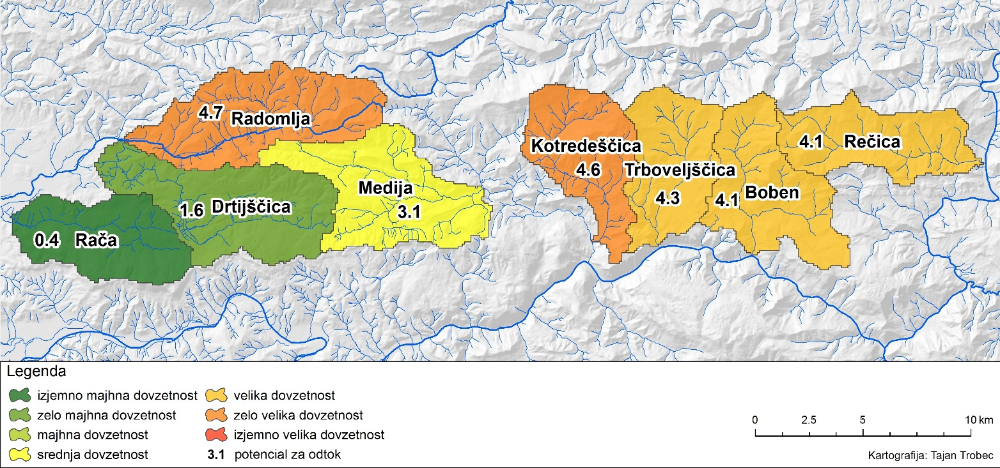 4.7 Radomlja
Kotredeščica
4.6
4.1 Rečica
Trboveljščica
4.3
Medija
3.1
4.1 Boben
1.6 Drtijščica
0.4 Rača
Legenda
izjemno majhna dovzetnost
zelo majhna dovzetnost
majhna dovzetnost
srednja dovzetnost
velika dovzetnost
zelo velika dovzetnost
izjemno velika dovzetnost
3.1 potencial za odtok
0 2.5 5 10 km
Kartografija: Tajan Trobec